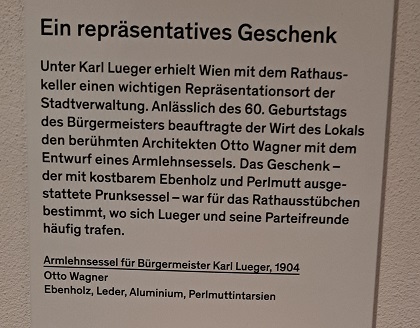 Ein repräsentatives Geschenk
Unter Karl Lueger erhielt Wien mit dem Rathaus-
keller einen wichtigen Repräsentationsort der
Stadtverwaltung. Anlässlich des 60. Geburtstags
des Bürgermeisters beauftragte der Wirt des Lokals
den berühmten Architekten Otto Wagner mit dem
Entwurf eines Armlehnsessels. Das Geschenk –
der mit kostbarem Ebenholz und Perlmutt ausge-
stattete Prunksessel – war für das Rathausstübchen
bestimmt, wo sich Lueger und seine Parteifreunde
häufig trafen.
Armlehnsessel für Bürgermeister Karl Lueger, 1904
Otto Wagner
Ebenholz, Leder, Aluminium, Perlmuttintarsien